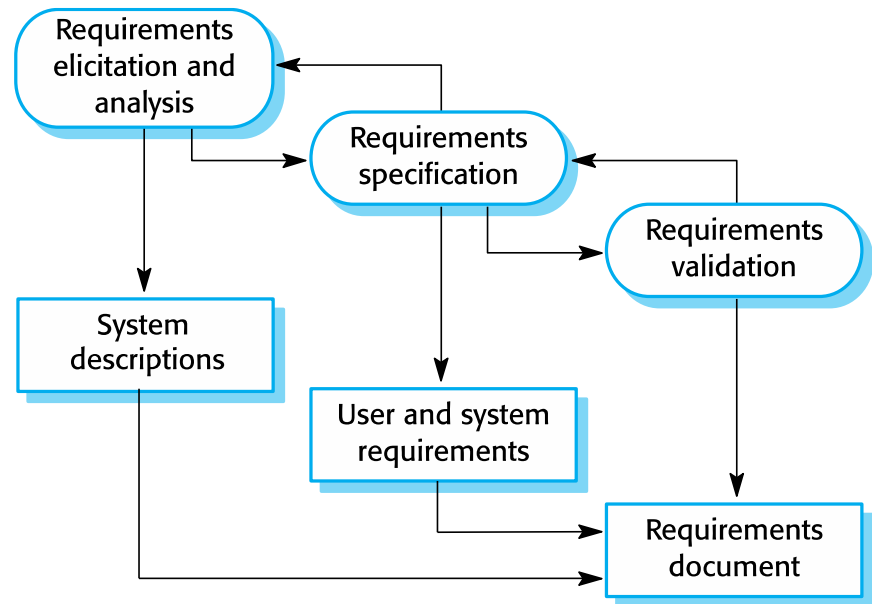 Requirements
elicitation and
analysis
Requirements
specification
Requirements
validation
System
descriptions
User and system
requirements
Requirements
document